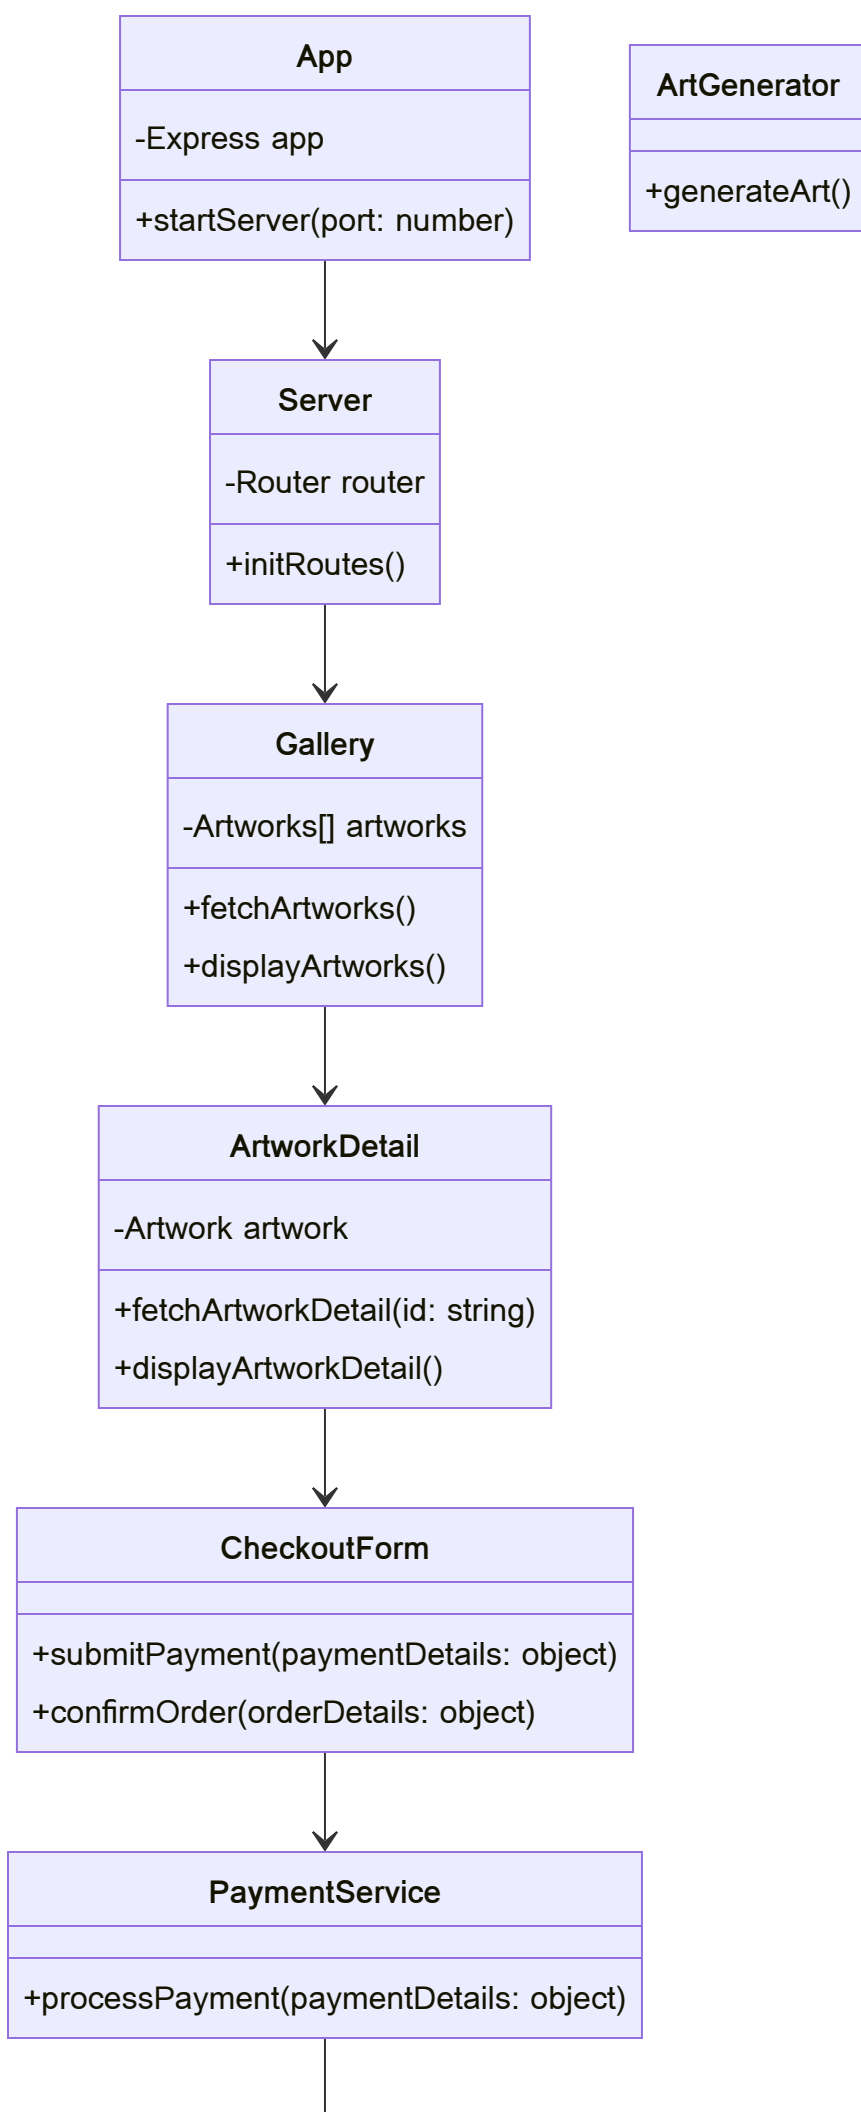 App
-Express app
+startServer(port: number)
ArtGenerator
+generateArt()
Server
-Router router
+initRoutes()
Gallery
-Artworks[] artworks
+fetchArtworks()
+displayArtworks()
ArtworkDetail
-Artwork artwork
+fetchArtworkDetail(id: string)
+displayArtworkDetail()
CheckoutForm
+submitPayment(paymentDetails: object)
+confirmOrder(orderDetails: object)
PaymentService
+processPayment(paymentDetails: object)